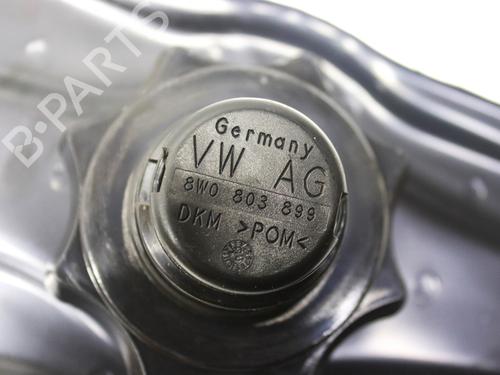 B-PARTS
Germany
VW AG
8W0 803 899
DKM >POM<